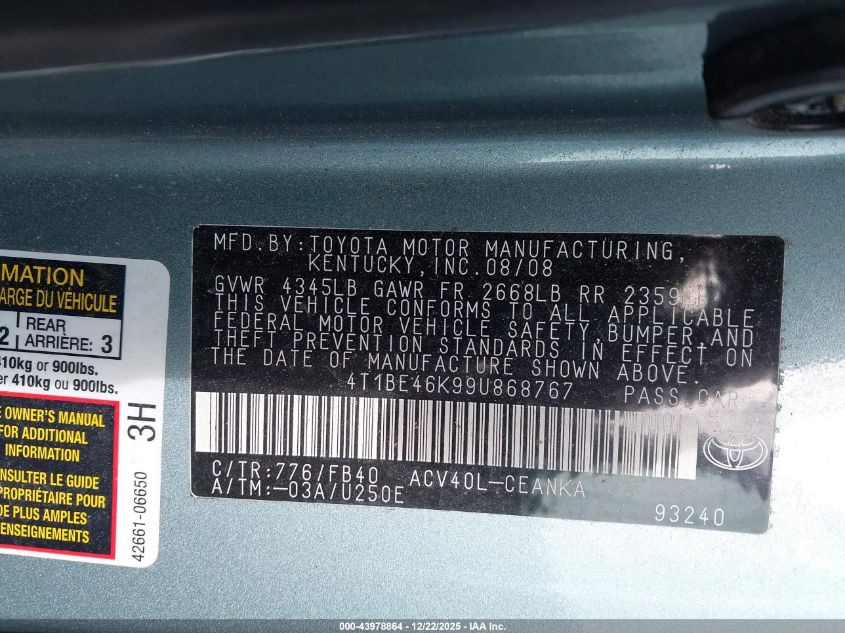 MFD. BY: TOYOTA MOTOR MANUFACTURING,
KENTUCKY, INC. 08/08
GVWR 4345LB GAWR FR 2668LB RR 2359LB
THIS VEHICLE CONFORMS TO ALL APPLICABLE
FEDERAL MOTOR VEHICLE SAFETY, BUMPER, AND
THEFT PREVENTION STANDARDS IN EFFECT ON
THE DATE OF MANUFACTURE SHOWN ABOVE.
4T1BE46K99U868767 PASS. CAR
C/TR: 776/FB40 ACV40L-CEANKA
A/TM: -03A/U250E
93240
MATION
ARGE DU VÉHICULE
2 REAR
ARRIÈRE: 3
410kg or 900lbs.
er 410kg ou 900lbs.
E OWNER'S MANUAL
FOR ADDITIONAL
INFORMATION
NSULTER LE GUIDE
PROPRIÉTAIRE POUR
DE PLUS AMPLES
ENSEIGNEMENTS
3H
42661-06650
000-43978864 - 12/22/2025 - IAA Inc.